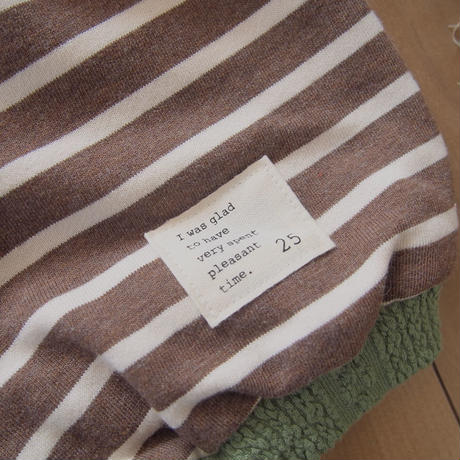 I was glad
to have
very spent
pleasant
time.
25